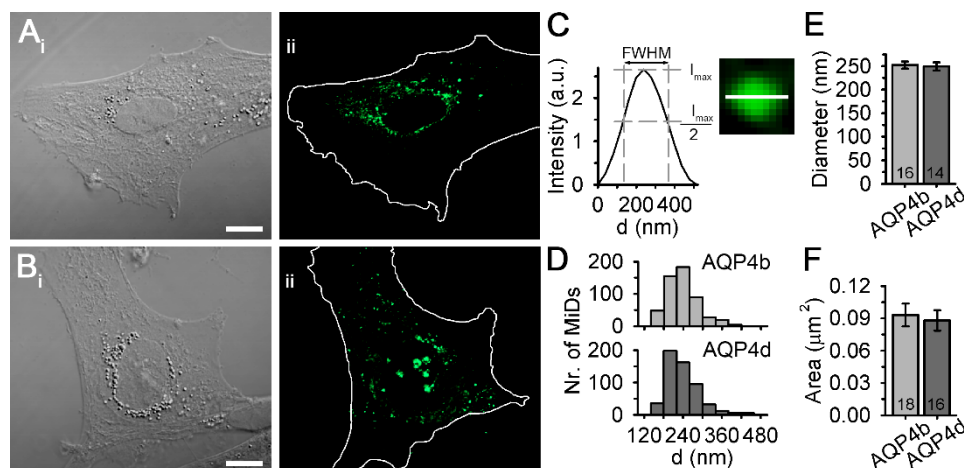 A i
ii
B i
ii
C
FWHM
I max
I max
2
Intensity (a.u.)
2
1
0
0 200 400
d (nm)
D
AQP4b
200
100
0
AQP4d
200
100
0
Nr. of MiDs
120 240 360 480
d (nm)
E
Diameter (nm)
250
200
150
100
50
0
16 14
AQP4b AQP4d
F
Area (μm²)
0.12
0.09
0.06
0.03
0.00
18 16
AQP4b AQP4d